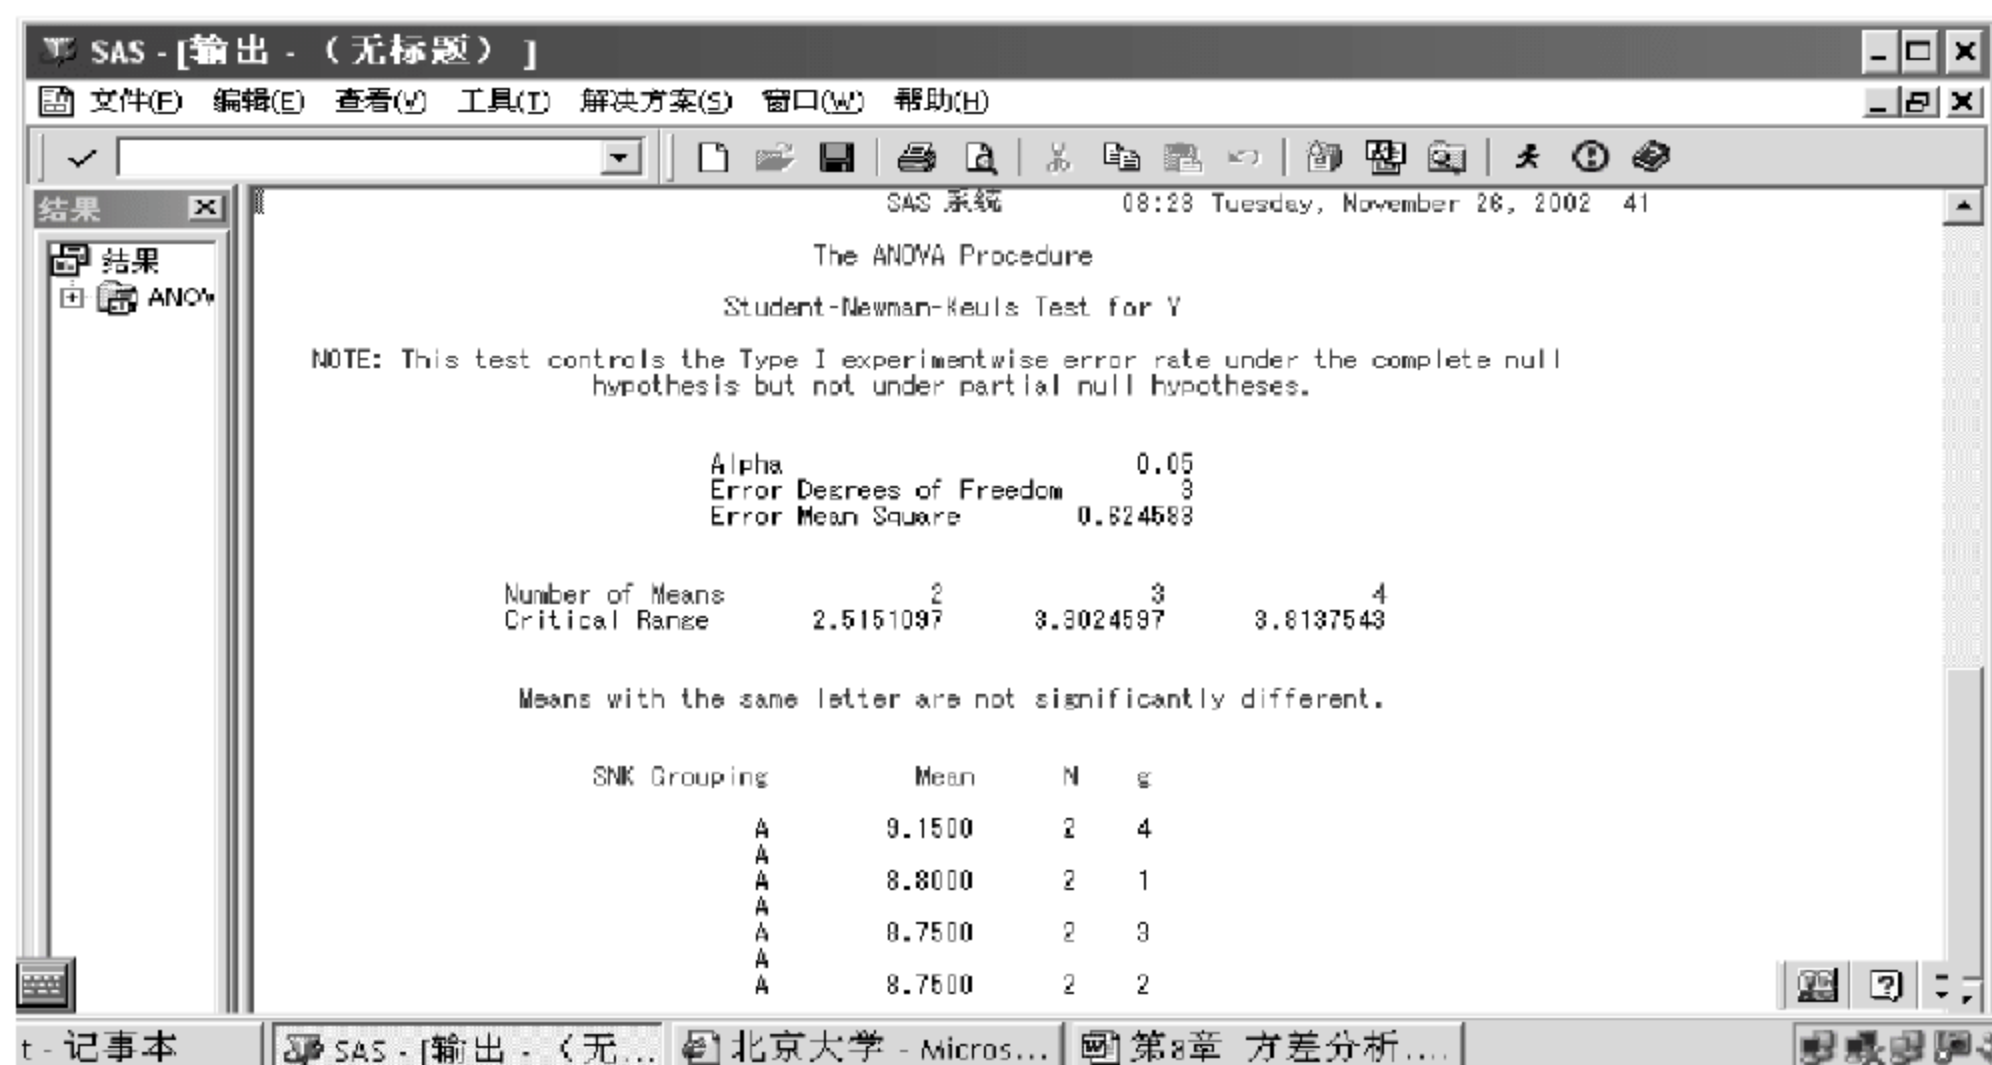 SAS - [输出 - （无标题） ]
文件(F) 编辑(E) 查看(V) 工具(T) 解决方案(S) 窗口(W) 帮助(H)
结果
结果
ANOV
SAS 系统 08:23 Tuesday, November 26, 2002 41
The ANOVA Procedure
Student-Newman-Keuls Test for Y
NOTE: This test controls the Type I experimentwise error rate under the complete null
hypothesis but not under partial null hypotheses.
Alpha 0.05
Error Degrees of Freedom 3
Error Mean Square 0.624583
Number of Means 2 3 4
Critical Range 2.5151097 3.3024597 3.8137543
Means with the same letter are not significantly different.
SNK Grouping Mean N g
A 9.1500 2 4
A
A 8.8000 2 1
A
A 8.7500 2 3
A
A 8.7500 2 2
t - 记事本 SAS - [输出 - （无... 北京大学 - Micros... 第8章 方差分析....